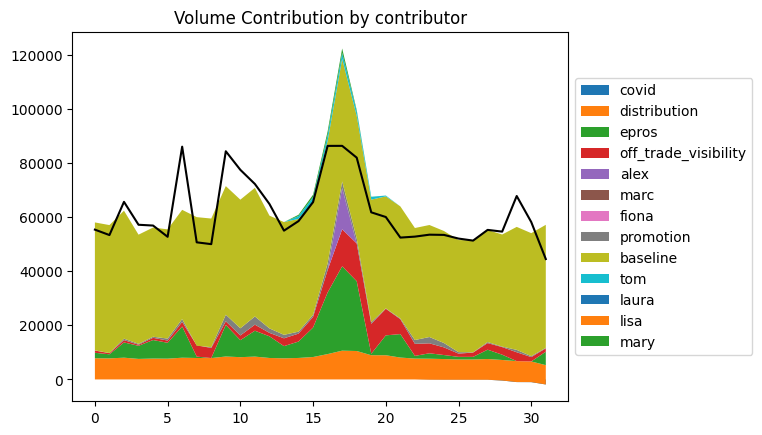 Volume Contribution by contributor
120000
100000
80000
60000
40000
20000
0
0 5 10 15 20 25 30
covid
distribution
epros
off_trade_visibility
alex
marc
fiona
promotion
baseline
tom
laura
lisa
mary